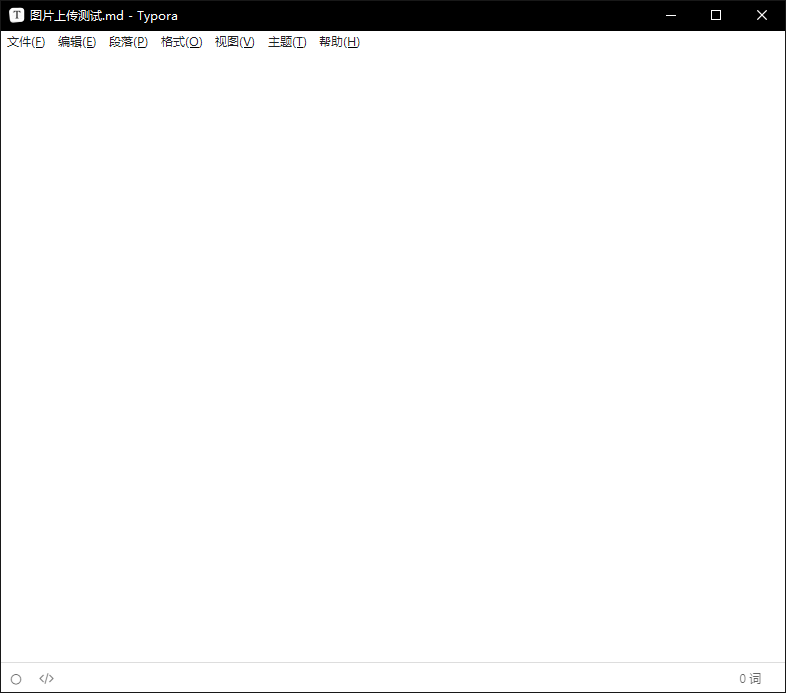 T 图片上传测试.md - Typora
文件(F) 编辑(E) 段落(P) 格式(O) 视图(V) 主题(T) 帮助(H)
</> 0 词